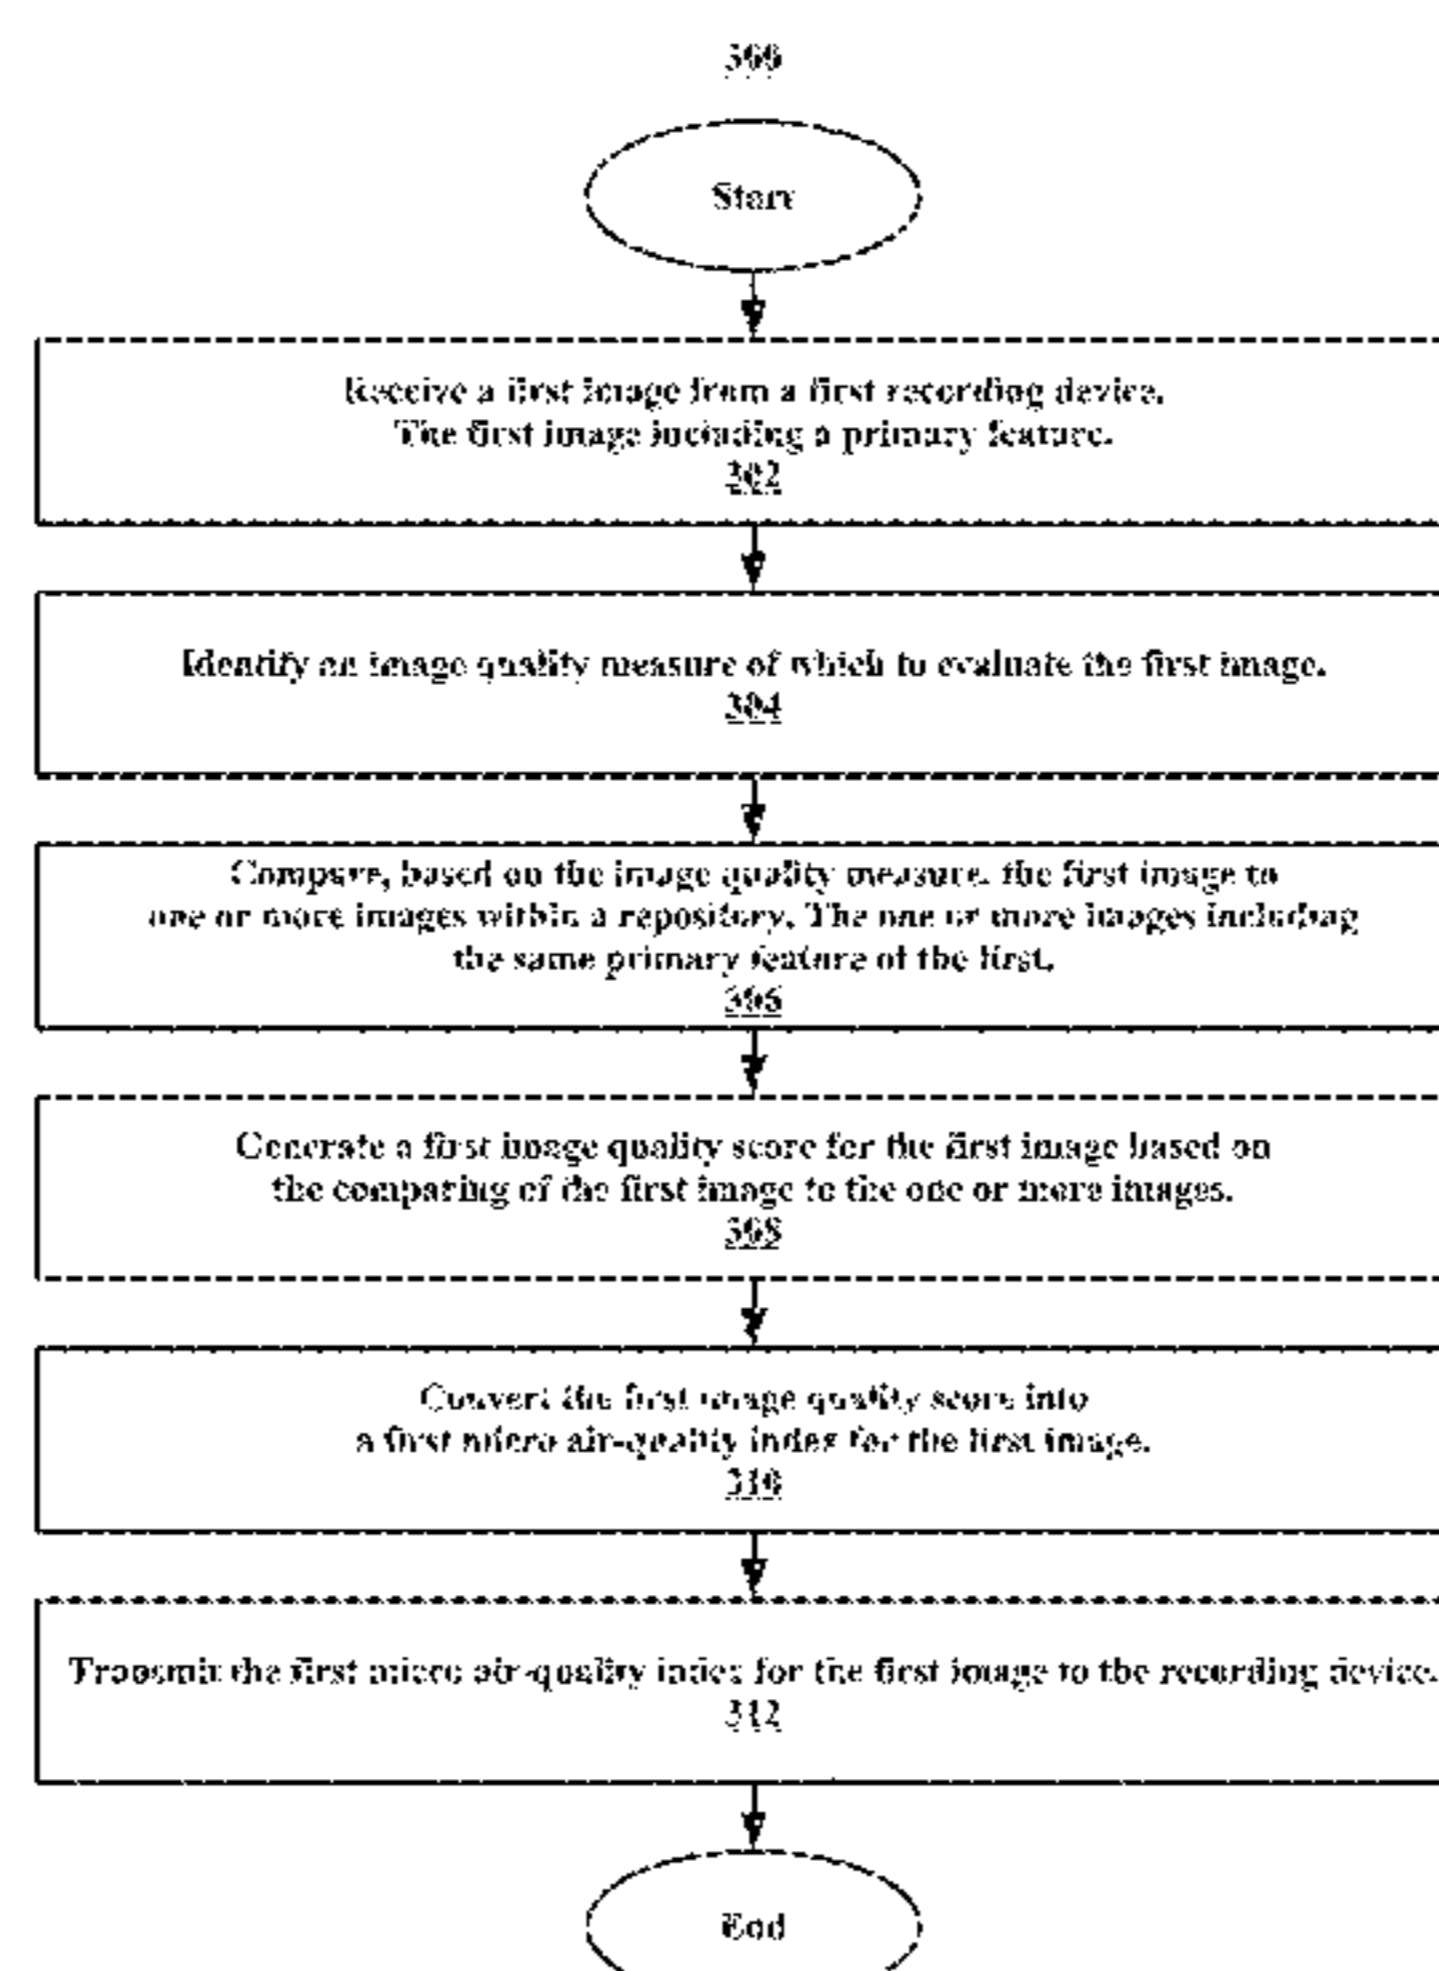 300
Start
Receive a first image from a first recording device.
The first image including a primary feature.
302
Identify an image quality measure of which to evaluate the first image.
304
Compare, based on the image quality measure, the first image to
one or more images within a repository. The one or more images including
the same primary feature of the first.
306
Generate a first image quality score for the first image based on
the comparing of the first image to the one or more images.
308
Convert the first image quality score into
a first micro air-quality index for the first image.
310
Transmit the first micro air-quality index for the first image to the recording device.
312
End